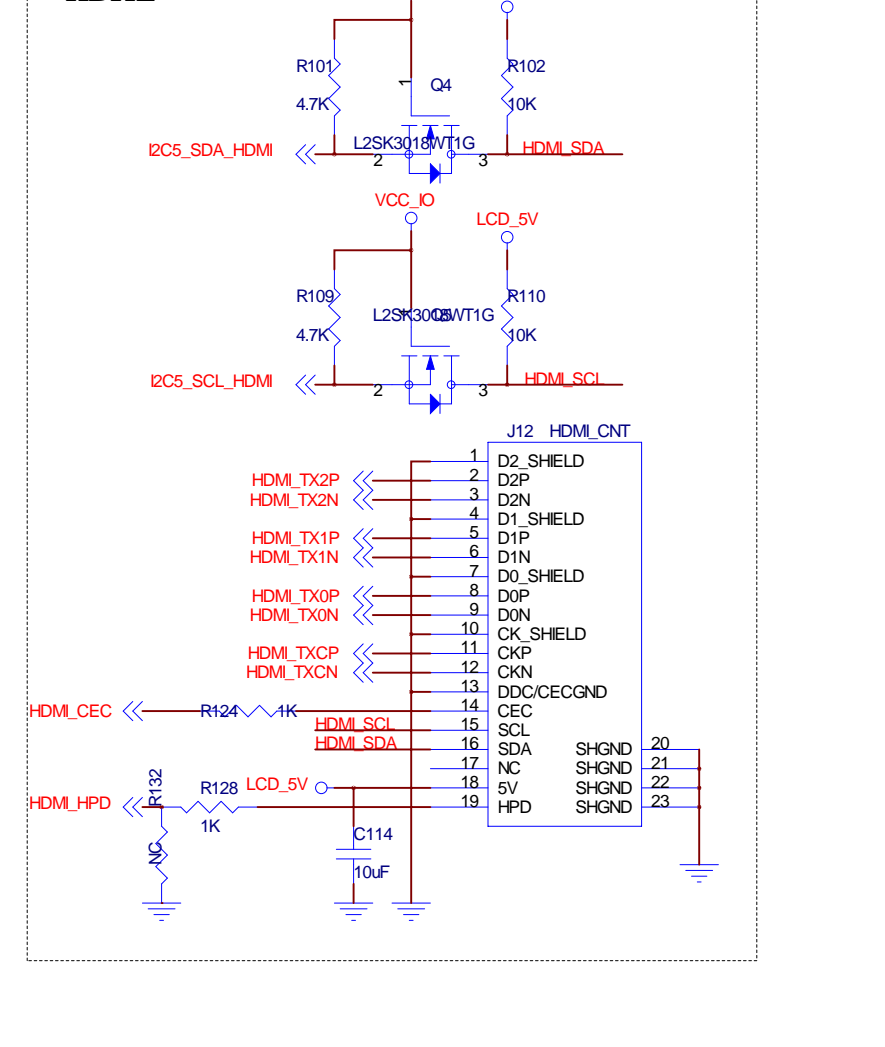 R101
R102
Q4
1
4.7K
10K
I2C5_SDA_HDMI
L2SK3018WT1G
HDMI_SDA
2
3
VCC_IO
LCD_5V
R109
R110
L2SK3018WT1G
4.7K
10K
I2C5_SCL_HDMI
HDMI_SCL
2
3
J12 HDMI_CNT
1 D2_SHIELD
HDMI_TX2P 2 D2P
HDMI_TX2N 3 D2N
4 D1_SHIELD
HDMI_TX1P 5 D1P
HDMI_TX1N 6 D1N
7 D0_SHIELD
HDMI_TX0P 8 D0P
HDMI_TX0N 9 D0N
10 CK_SHIELD
HDMI_TXCP 11 CKP
HDMI_TXCN 12 CKN
13 DDC/CECGND
HDMI_CEC R124 1K 14 CEC
HDMI_SCL 15 SCL
HDMI_SDA 16 SDA SHGND 20
17 NC SHGND 21
R132 R128 LCD_5V 18 5V SHGND 22
HDMI_HPD 19 HPD SHGND 23
1K
C114
NC
10uF